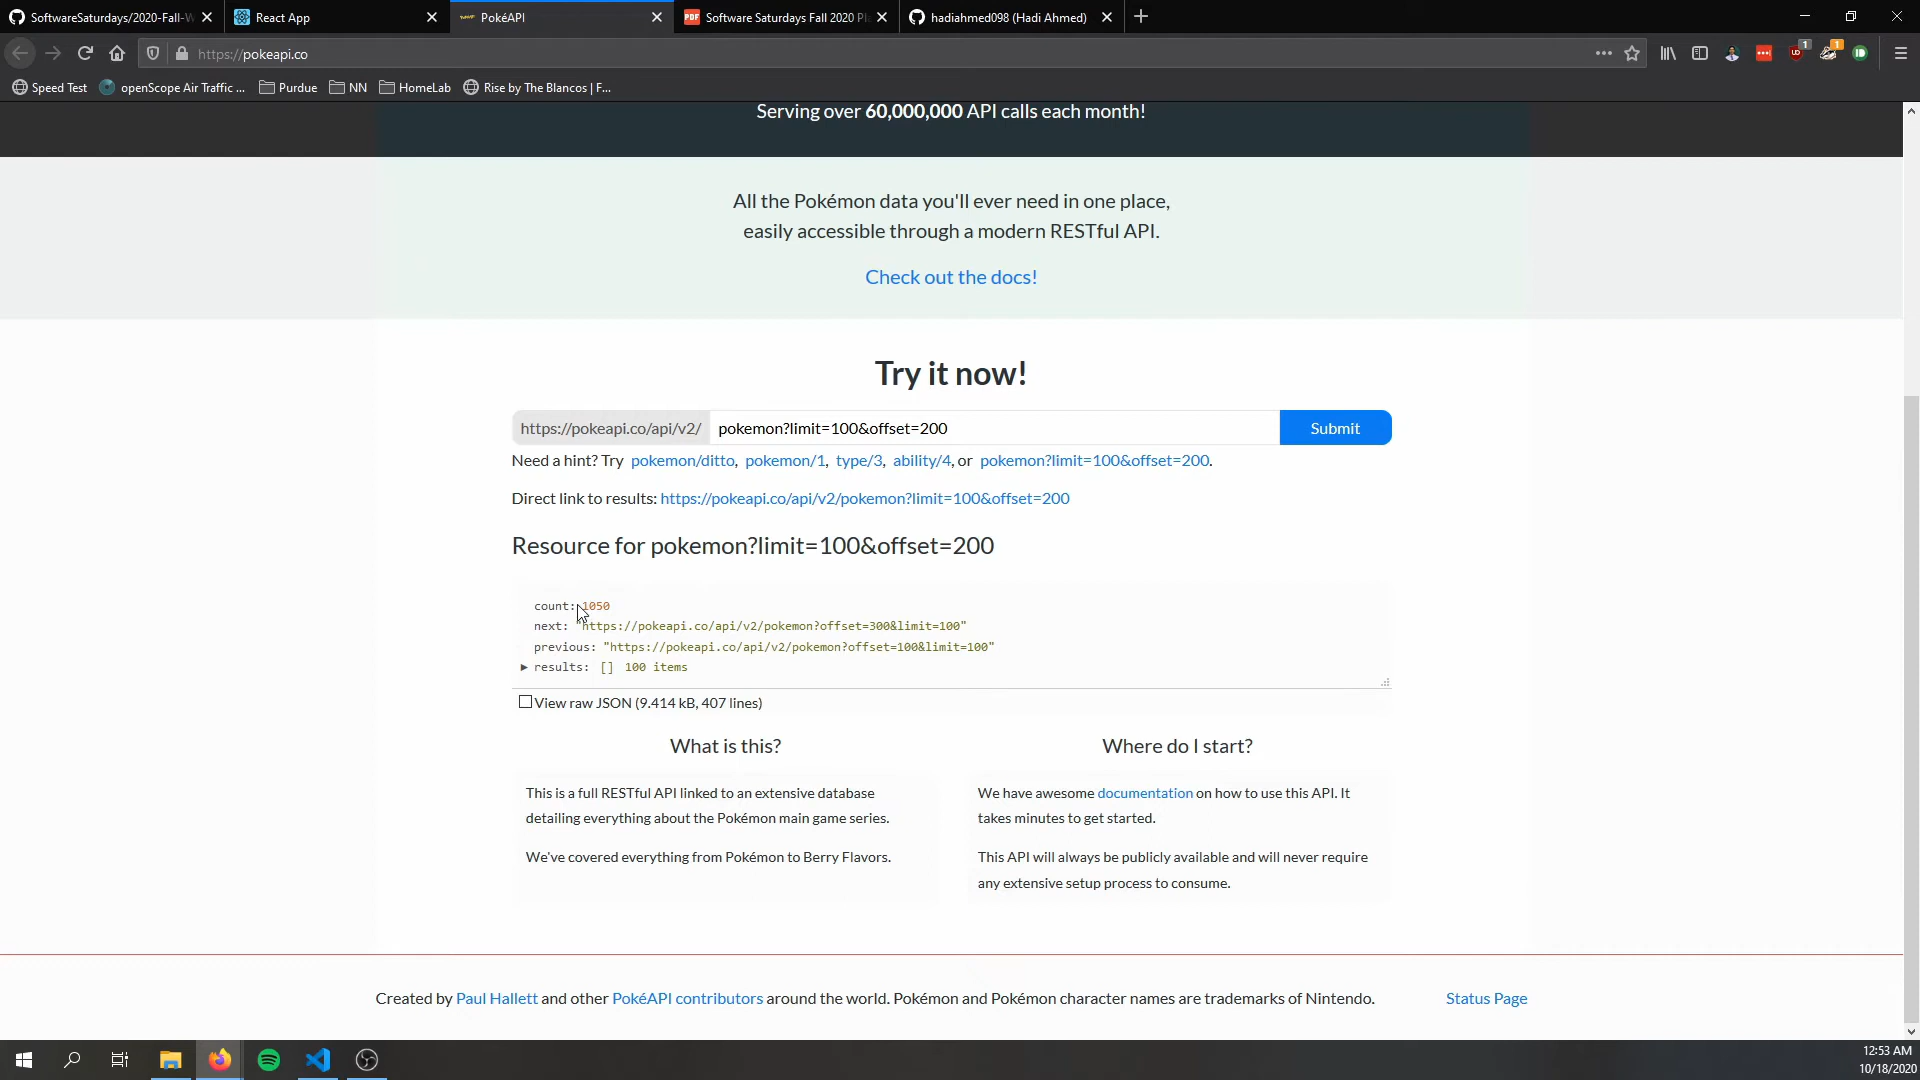 SoftwareSaturdays/2020-Fall-W
React App
PokéAPI
Software Saturdays Fall 2020 Pl
hadiahmed098 (Hadi Ahmed)
https://pokeapi.co
1
1
Speed Test
openScope Air Traffic ...
Purdue
NN
HomeLab
Rise by The Blancos | F...
Serving over 60,000,000 API calls each month!
All the Pokémon data you'll ever need in one place,
easily accessible through a modern RESTful API.
Check out the docs!
Try it now!
https://pokeapi.co/api/v2/ pokemon?limit=100&offset=200 Submit
Need a hint? Try pokemon/ditto, pokemon/1, type/3, ability/4, or pokemon?limit=100&offset=200.
Direct link to results: https://pokeapi.co/api/v2/pokemon?limit=100&offset=200
Resource for pokemon?limit=100&offset=200
count: 1050
next: "https://pokeapi.co/api/v2/pokemon?offset=300&limit=100"
previous: "https://pokeapi.co/api/v2/pokemon?offset=100&limit=100"
results: [] 100 items
View raw JSON (9.414 kB, 407 lines)
What is this?
This is a full RESTful API linked to an extensive database
detailing everything about the Pokémon main game series.
We've covered everything from Pokémon to Berry Flavors.
Where do I start?
We have awesome documentation on how to use this API. It
takes minutes to get started.
This API will always be publicly available and will never require
any extensive setup process to consume.
Created by Paul Hallett and other PokéAPI contributors around the world. Pokémon and Pokémon character names are trademarks of Nintendo.
Status Page
12:53 AM
10/18/2020